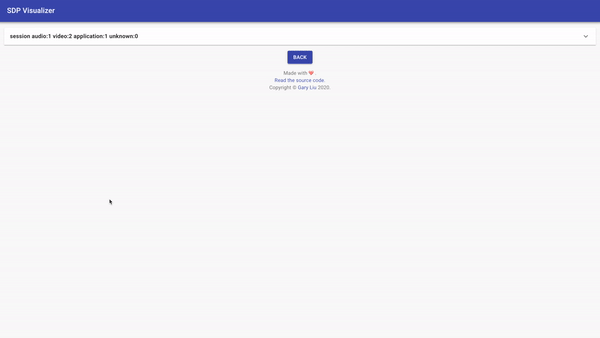 SDP Visualizer
session audio:1 video:2 application:1 unknown:0
BACK
Made with ❤️
Read the source code.
Copyright © Gary Liu 2020.